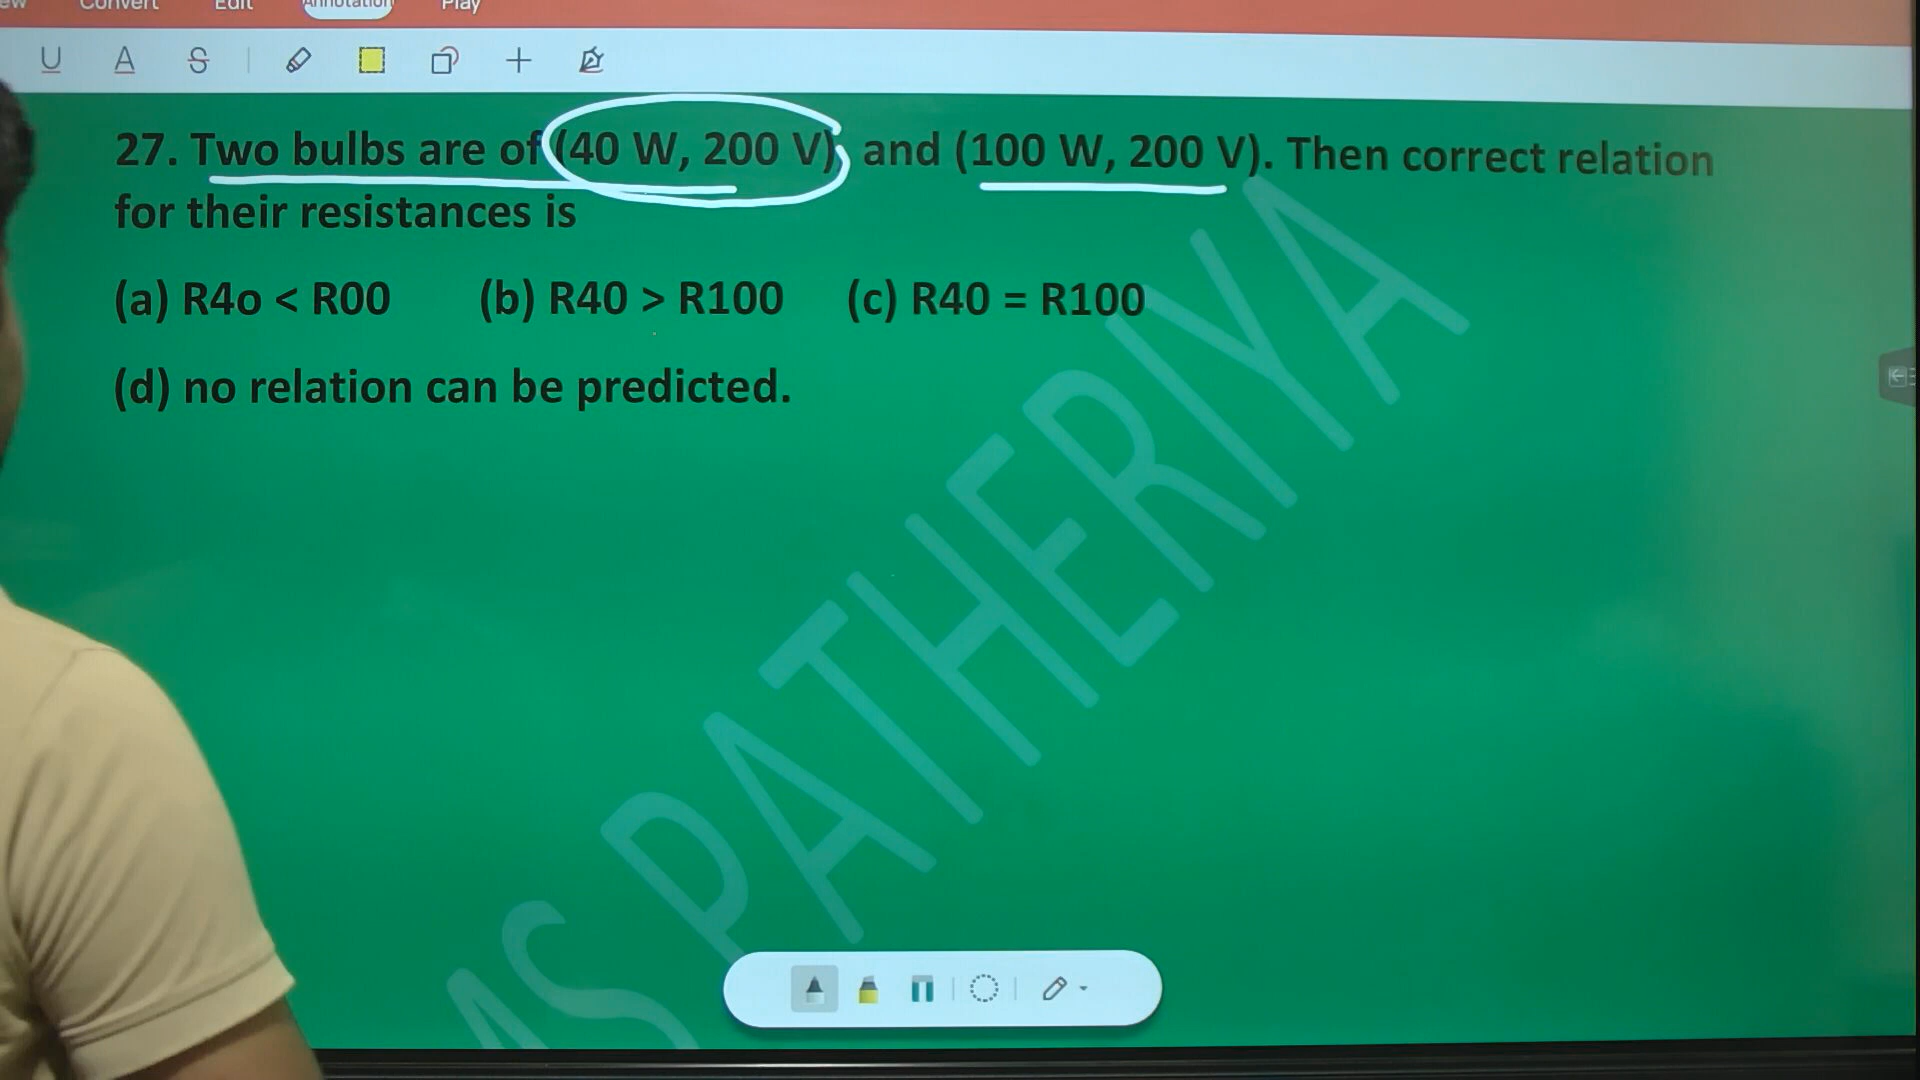 Convert Edit Annotation Play
27. Two bulbs are of (40 W, 200 V), and (100 W, 200 V). Then correct relation
for their resistances is
(a) R4o < R00 (b) R40 > R100 (c) R40 = R100
(d) no relation can be predicted.
MS PATHERIYA